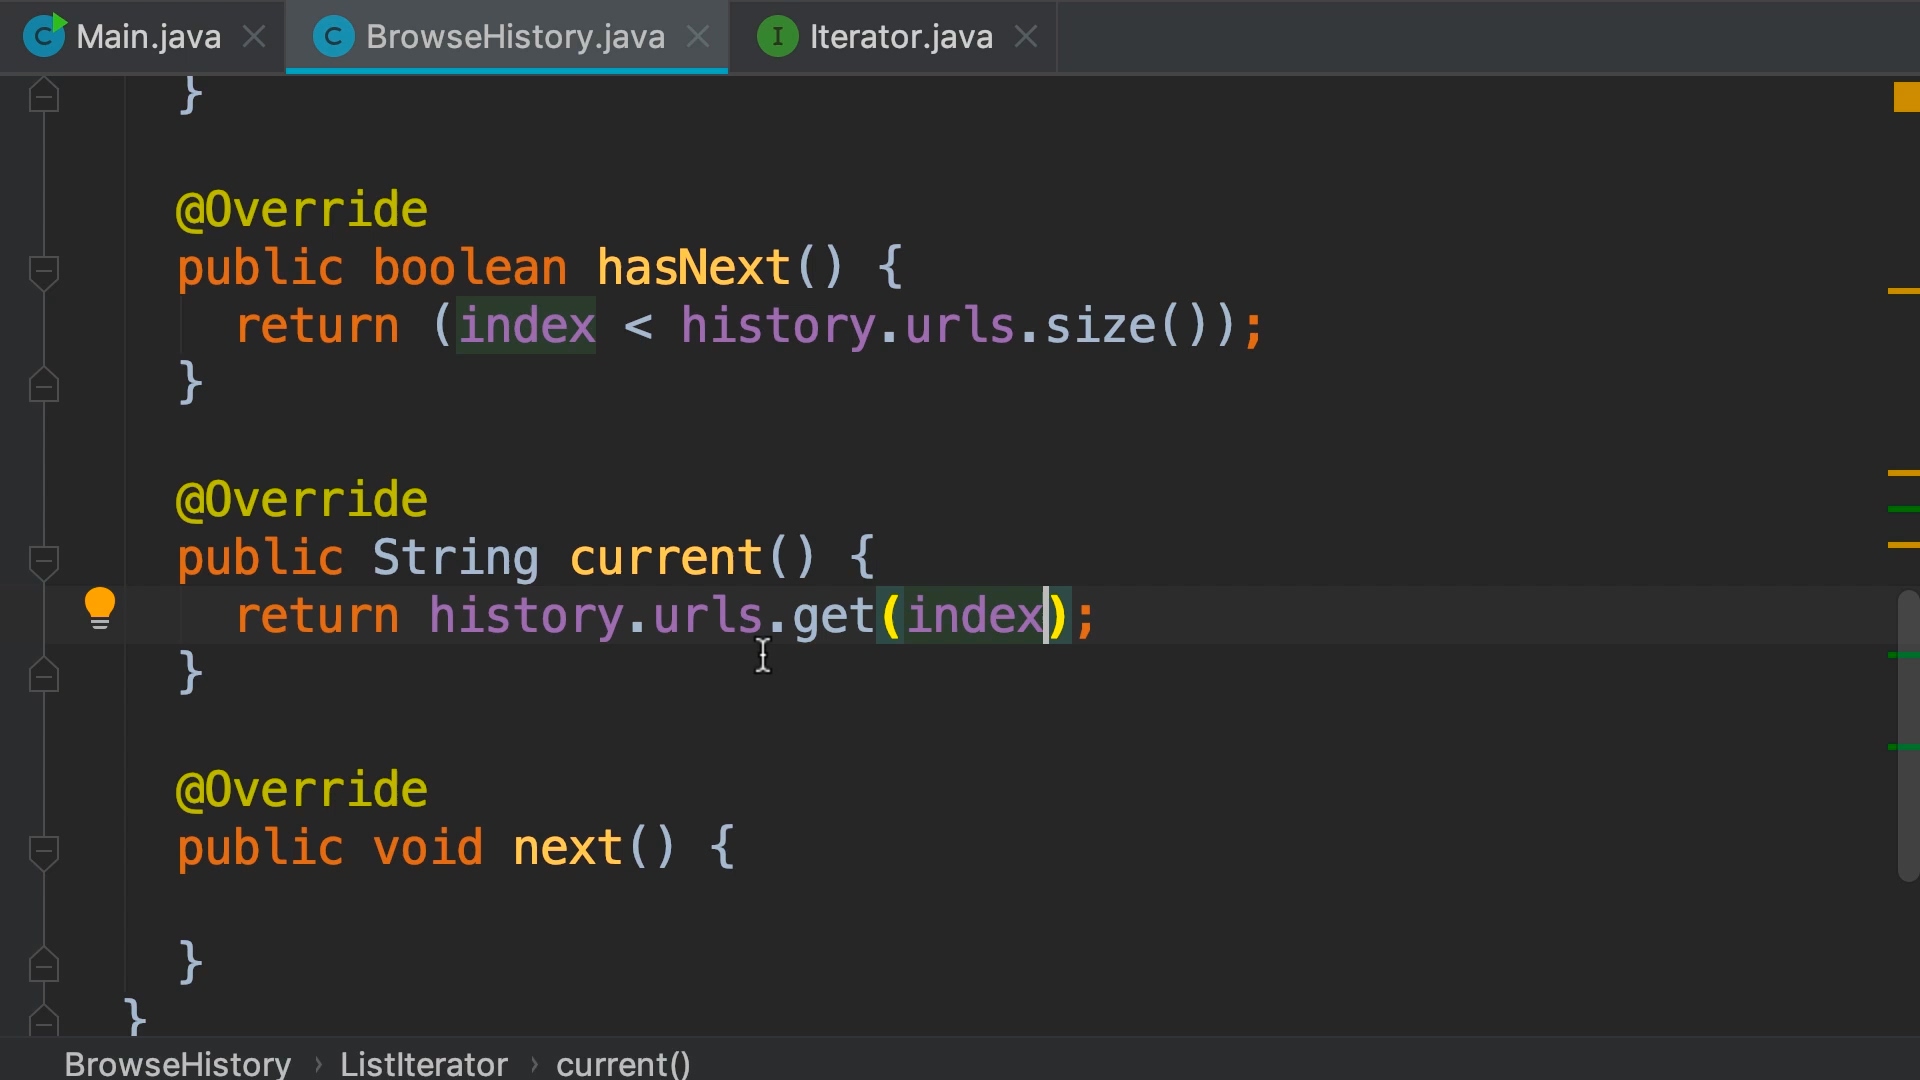 Main.java BrowseHistory.java Iterator.java
}
@Override
public boolean hasNext() {
return (index < history.urls.size());
}
@Override
public String current() {
return history.urls.get(index);
}
@Override
public void next() {
}
}
BrowseHistory › ListIterator › current()